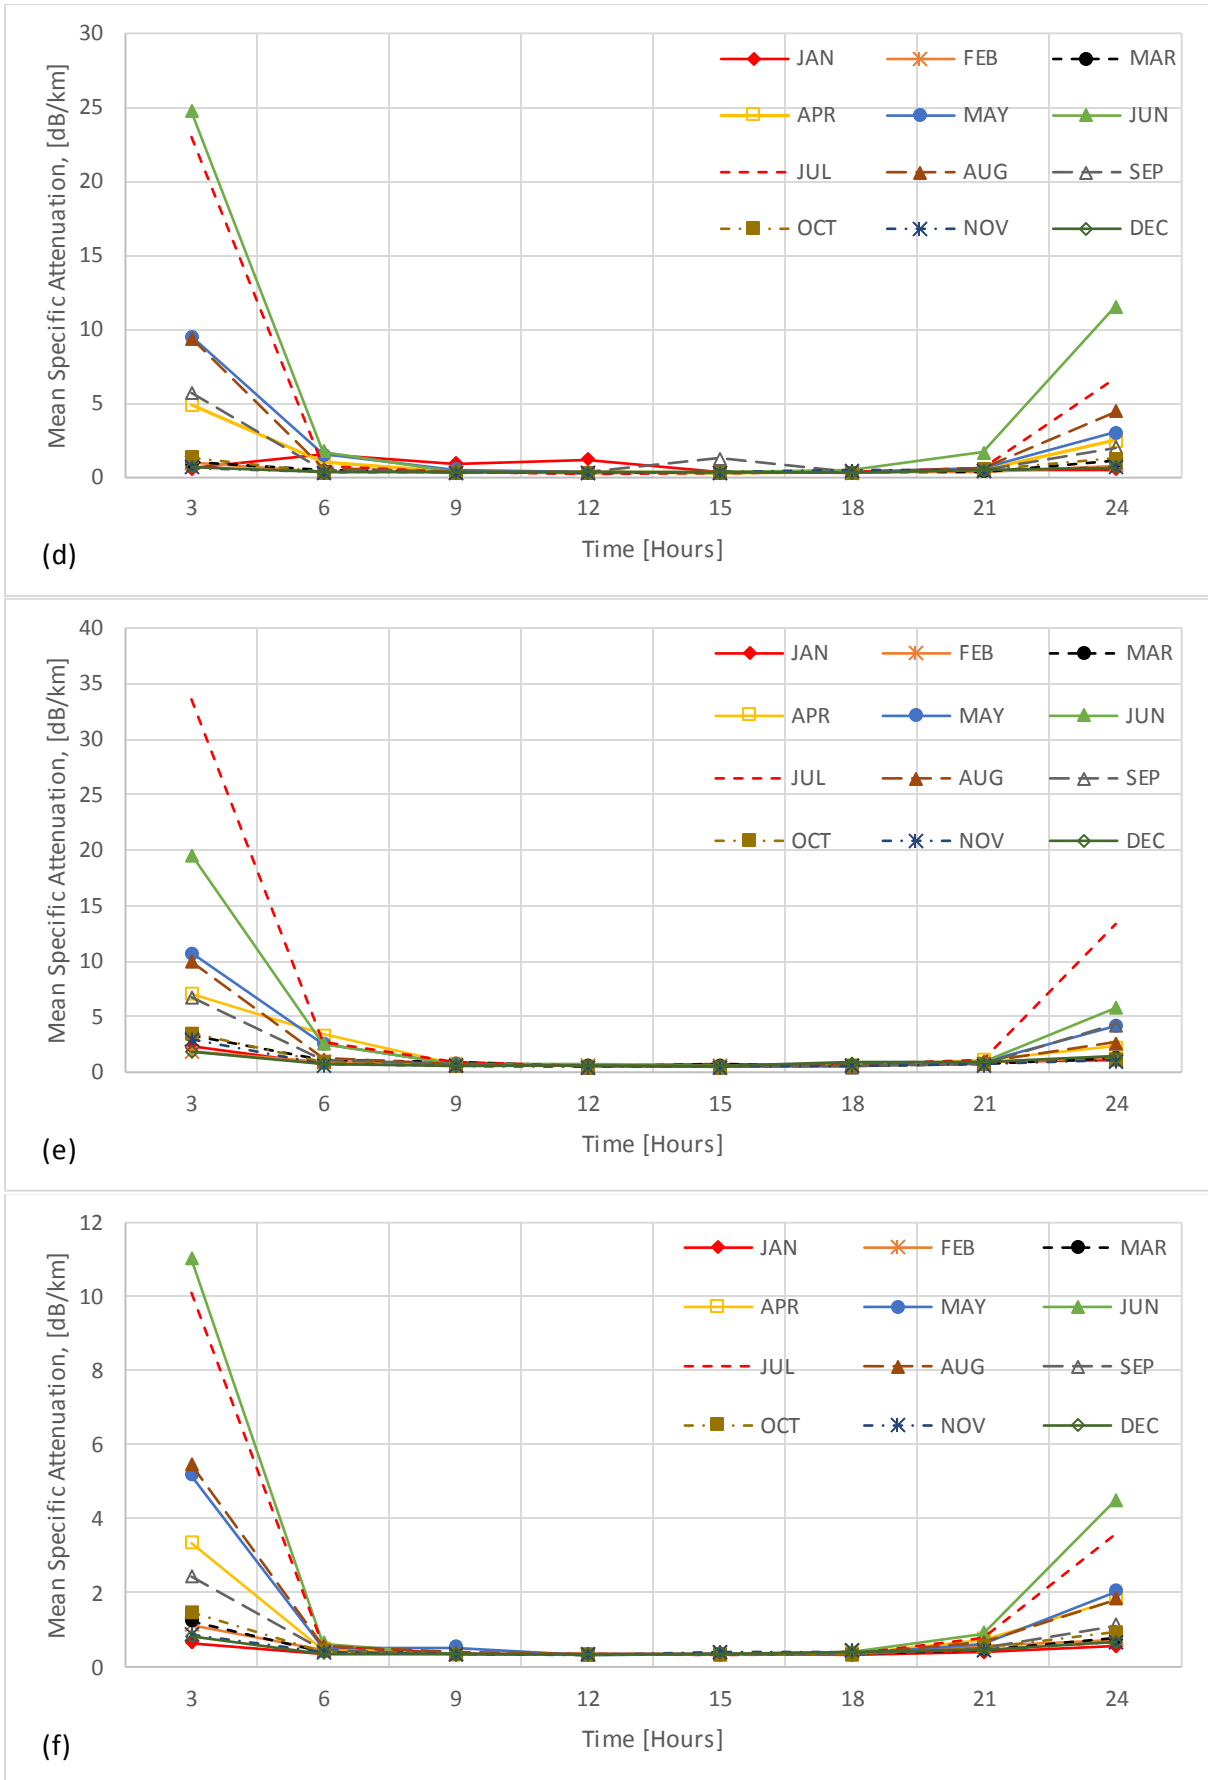 Mean Specific Attenuation, [dB/km]
30
25
20
15
10
5
0
JAN FEB MAR
APR MAY JUN
JUL AUG SEP
OCT NOV DEC
3 6 9 12 15 18 21 24
Time [Hours]
(d)
Mean Specific Attenuation, [dB/km]
40
35
30
25
20
15
10
5
0
JAN FEB MAR
APR MAY JUN
JUL AUG SEP
OCT NOV DEC
3 6 9 12 15 18 21 24
Time [Hours]
(e)
Mean Specific Attenuation, [dB/km]
12
10
8
6
4
2
0
JAN FEB MAR
APR MAY JUN
JUL AUG SEP
OCT NOV DEC
3 6 9 12 15 18 21 24
Time [Hours]
(f)